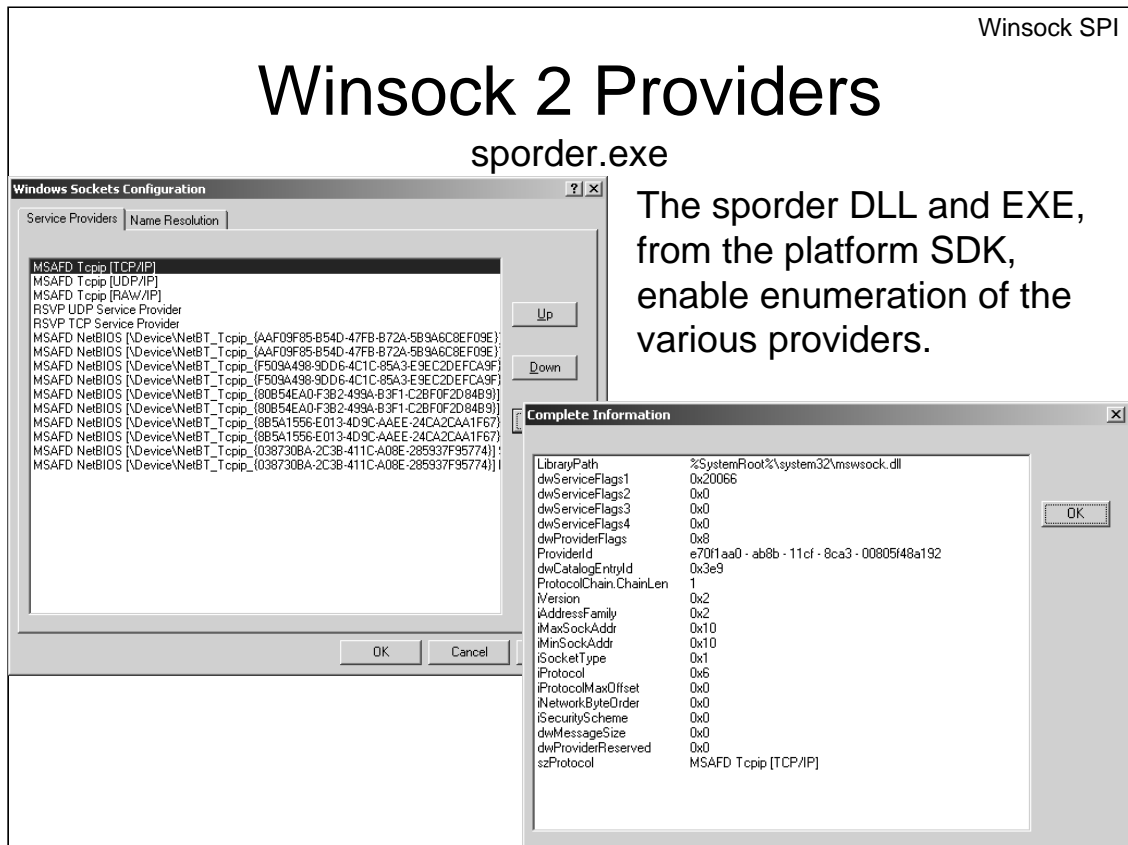 Winsock SPI
Winsock 2 Providers
sporder.exe
Windows Sockets Configuration
Service Providers
Name Resolution
MSAFD Tcpip [TCP/IP]
MSAFD Tcpip [UDP/IP]
MSAFD Tcpip [RAW/IP]
RSVP UDP Service Provider
RSVP TCP Service Provider
MSAFD NetBIOS [\Device\NetBT_Tcpip_{AAF09F85-B54D-47FB-B72A-5B9A6C8EF09E}]
MSAFD NetBIOS [\Device\NetBT_Tcpip_{AAF09F85-B54D-47FB-B72A-5B9A6C8EF09E}]
MSAFD NetBIOS [\Device\NetBT_Tcpip_{F509A498-9DD6-4C1C-85A3-E9EC2DEFCA9F}
MSAFD NetBIOS [\Device\NetBT_Tcpip_{F509A498-9DD6-4C1C-85A3-E9EC2DEFCA9F}
MSAFD NetBIOS [\Device\NetBT_Tcpip_{80B54EA0-F3B2-499A-B3F1-C2BF0F2D84B9}]
MSAFD NetBIOS [\Device\NetBT_Tcpip_{80B54EA0-F3B2-499A-B3F1-C2BF0F2D84B9}]
MSAFD NetBIOS [\Device\NetBT_Tcpip_{8B5A1556-E013-4D9C-AAEE-24CA2CAA1F67}
MSAFD NetBIOS [\Device\NetBT_Tcpip_{8B5A1556-E013-4D9C-AAEE-24CA2CAA1F67}
MSAFD NetBIOS [\Device\NetBT_Tcpip_{038730BA-2C3B-411C-A08E-285937F95774}]
MSAFD NetBIOS [\Device\NetBT_Tcpip_{038730BA-2C3B-411C-A08E-285937F95774}]
Up
Down
OK
Cancel
The sporder DLL and EXE,
from the platform SDK,
enable enumeration of the
various providers.
Complete Information
LibraryPath %SystemRoot%\system32\mswsock.dll
dwServiceFlags1 0x20066
dwServiceFlags2 0x0
dwServiceFlags3 0x0
dwServiceFlags4 0x0
dwProviderFlags 0x8
ProviderId e70f1aa0 - ab8b - 11cf - 8ca3 - 00805f48a192
dwCatalogEntryId 0x3e9
ProtocolChain.ChainLen 1
iVersion 0x2
iAddressFamily 0x2
iMaxSockAddr 0x10
iMinSockAddr 0x10
iSocketType 0x1
iProtocol 0x6
iProtocolMaxOffset 0x0
iNetworkByteOrder 0x0
iSecurityScheme 0x0
dwMessageSize 0x0
dwProviderReserved 0x0
szProtocol MSAFD Tcpip [TCP/IP]
OK